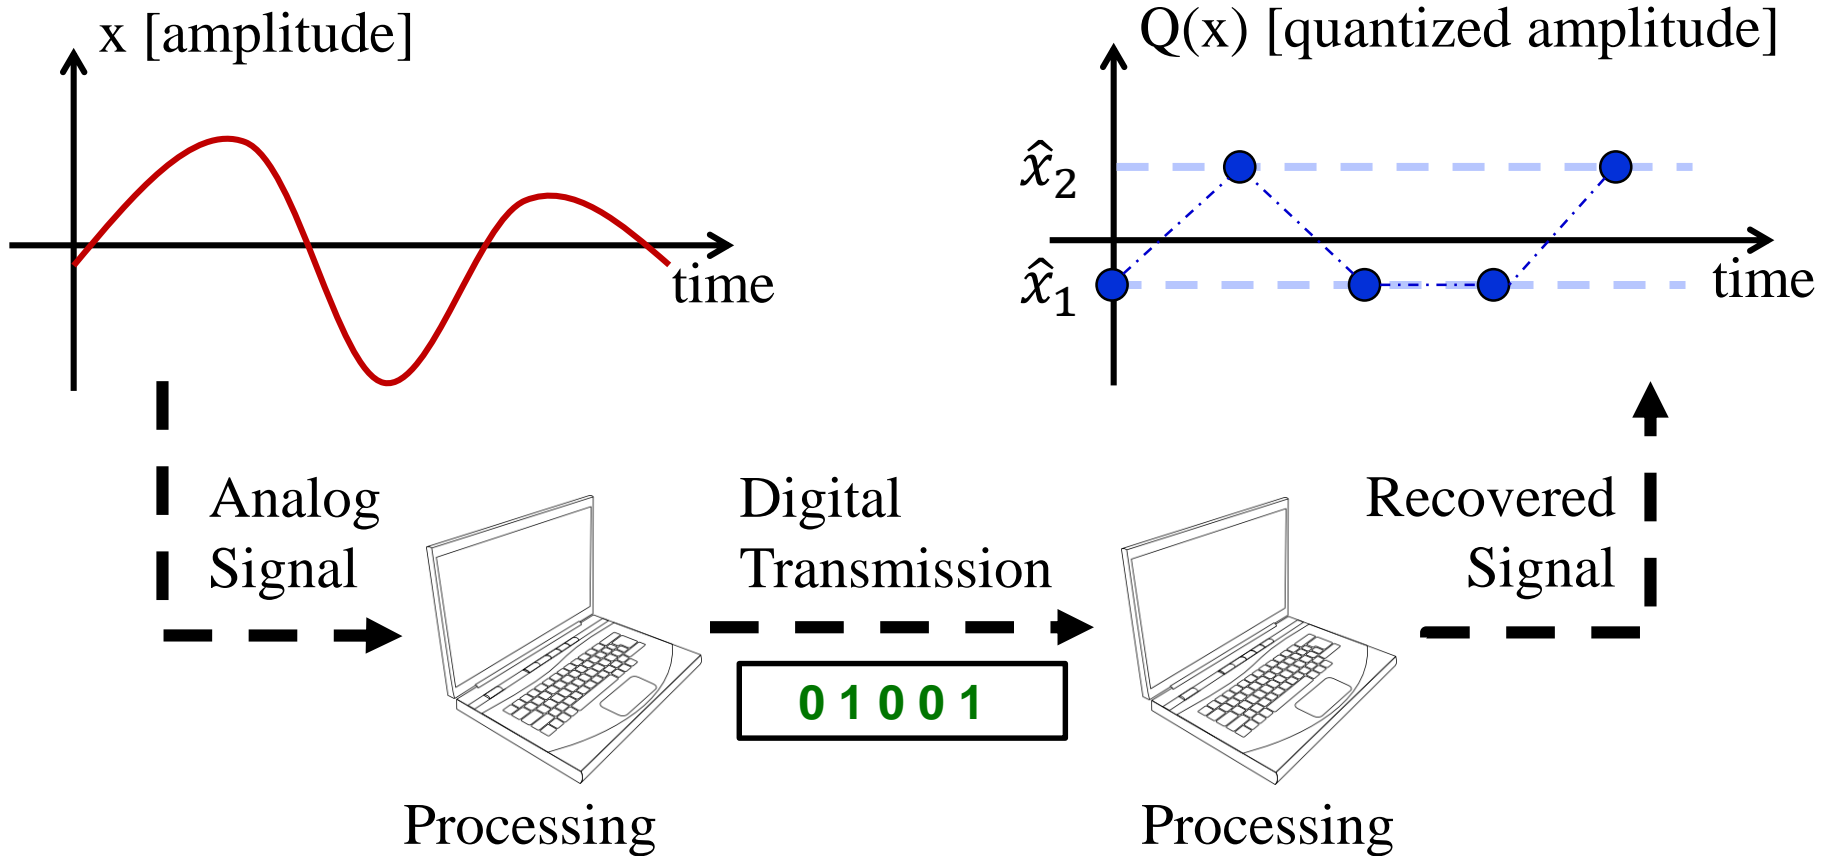 x [amplitude]
time
Q(x) [quantized amplitude]
x̂₂
x̂₁
time
Analog
Signal
Digital
Transmission
Recovered
Signal
0 1 0 0 1
Processing
Processing